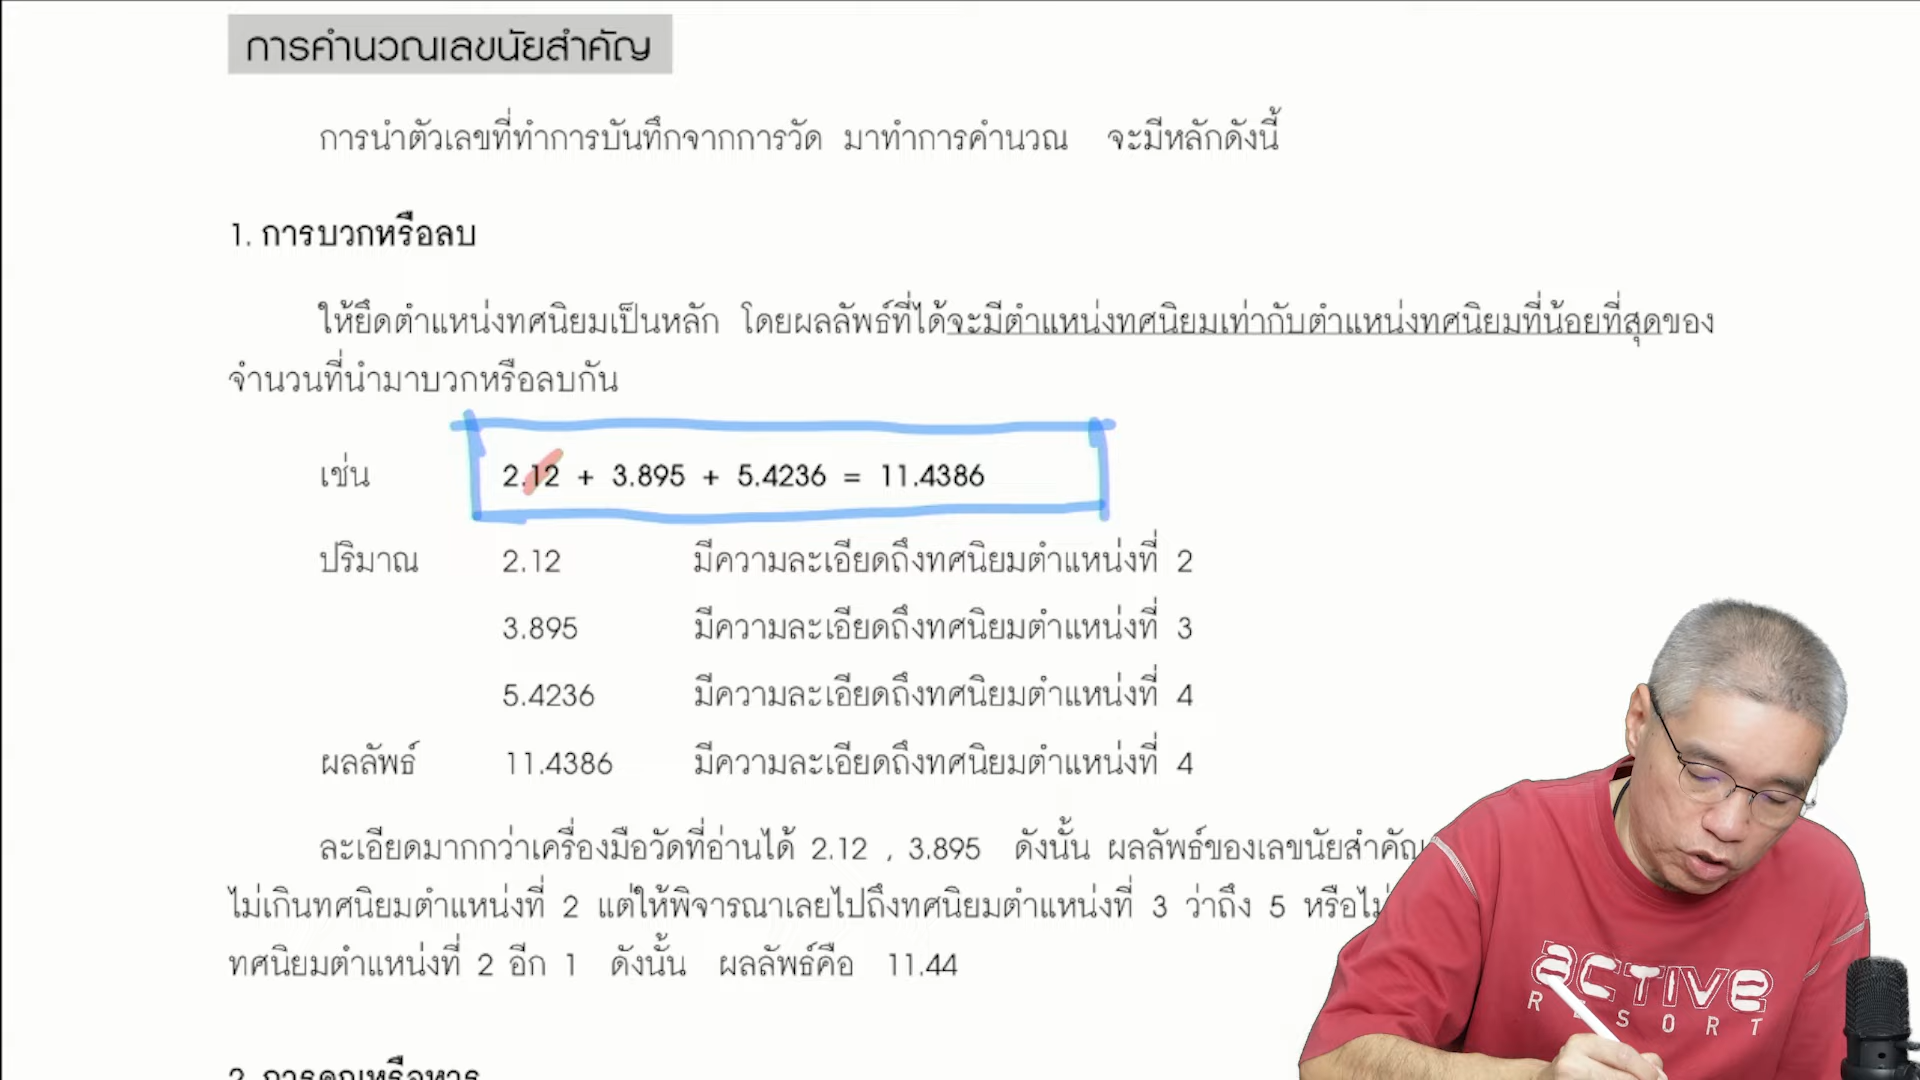 การคำนวณเลขนัยสำคัญ
การนำตัวเลขที่ทำการบันทึกจากการวัด มาทำการคำนวณ จะมีหลักดังนี้
1. การบวกหรือลบ
ให้ยึดตำแหน่งทศนิยมเป็นหลัก โดยผลลัพธ์ที่ได้จะมีตำแหน่งทศนิยมเท่ากับตำแหน่งทศนิยมที่น้อยที่สุดของ
จำนวนที่นำมาบวกหรือลบกัน
เช่น 2.12 + 3.895 + 5.4236 = 11.4386
ปริมาณ 2.12 มีความละเอียดถึงทศนิยมตำแหน่งที่ 2
3.895 มีความละเอียดถึงทศนิยมตำแหน่งที่ 3
5.4236 มีความละเอียดถึงทศนิยมตำแหน่งที่ 4
ผลลัพธ์ 11.4386 มีความละเอียดถึงทศนิยมตำแหน่งที่ 4
ละเอียดมากกว่าเครื่องมือวัดที่อ่านได้ 2.12 , 3.895 ดังนั้น ผลลัพธ์ของเลขนัยสำคัญ
ไม่เกินทศนิยมตำแหน่งที่ 2 แต่ให้พิจารณาเลยไปถึงทศนิยมตำแหน่งที่ 3 ว่าถึง 5 หรือไม่
ทศนิยมตำแหน่งที่ 2 อีก 1 ดังนั้น ผลลัพธ์คือ 11.44
2. การคูณหรือหาร
ACTIVE
RESORT